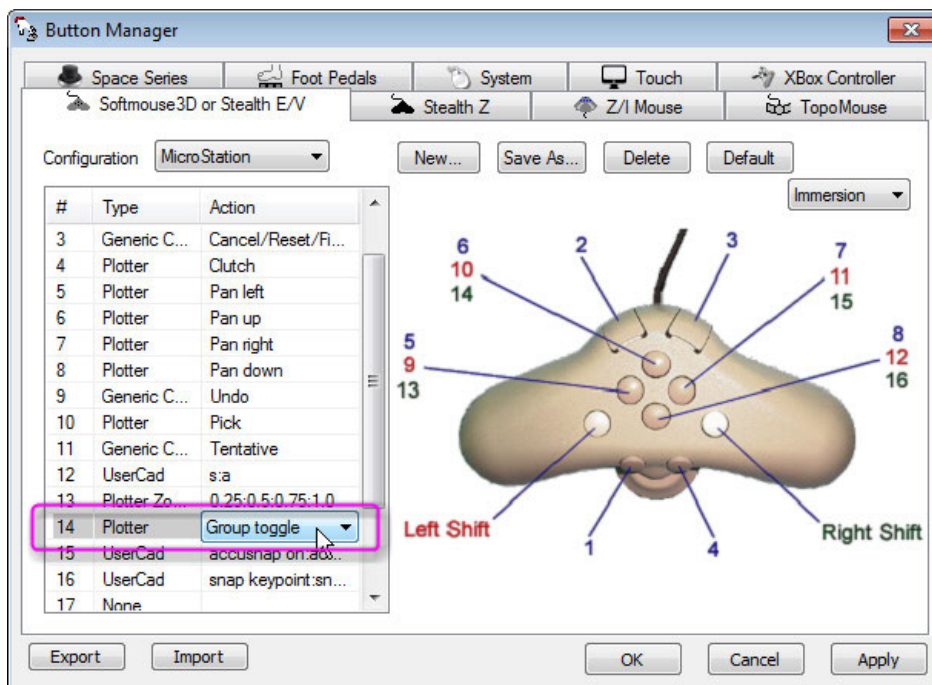 Button Manager
Space Series Foot Pedals System Touch XBox Controller
Softmouse3D or Stealth E/V Stealth Z Z/I Mouse TopoMouse
Configuration MicroStation New... Save As... Delete Default
Immersion
# Type Action
3 Generic C... Cancel/Reset/Fi...
4 Plotter Clutch
5 Plotter Pan left
6 Plotter Pan up
7 Plotter Pan right
8 Plotter Pan down
9 Generic C... Undo
10 Plotter Pick
11 Generic C... Tentative
12 UserCad s:a
13 Plotter Zo... 0.25:0.5:0.75:1.0
14 Plotter Group toggle
15 UserCad accusnap on:acc...
16 UserCad snap keypoint:sn...
17 None
6
10
14
2
3
7
11
15
5
9
13
8
12
16
Left Shift
1
4
Right Shift
Export Import OK Cancel Apply